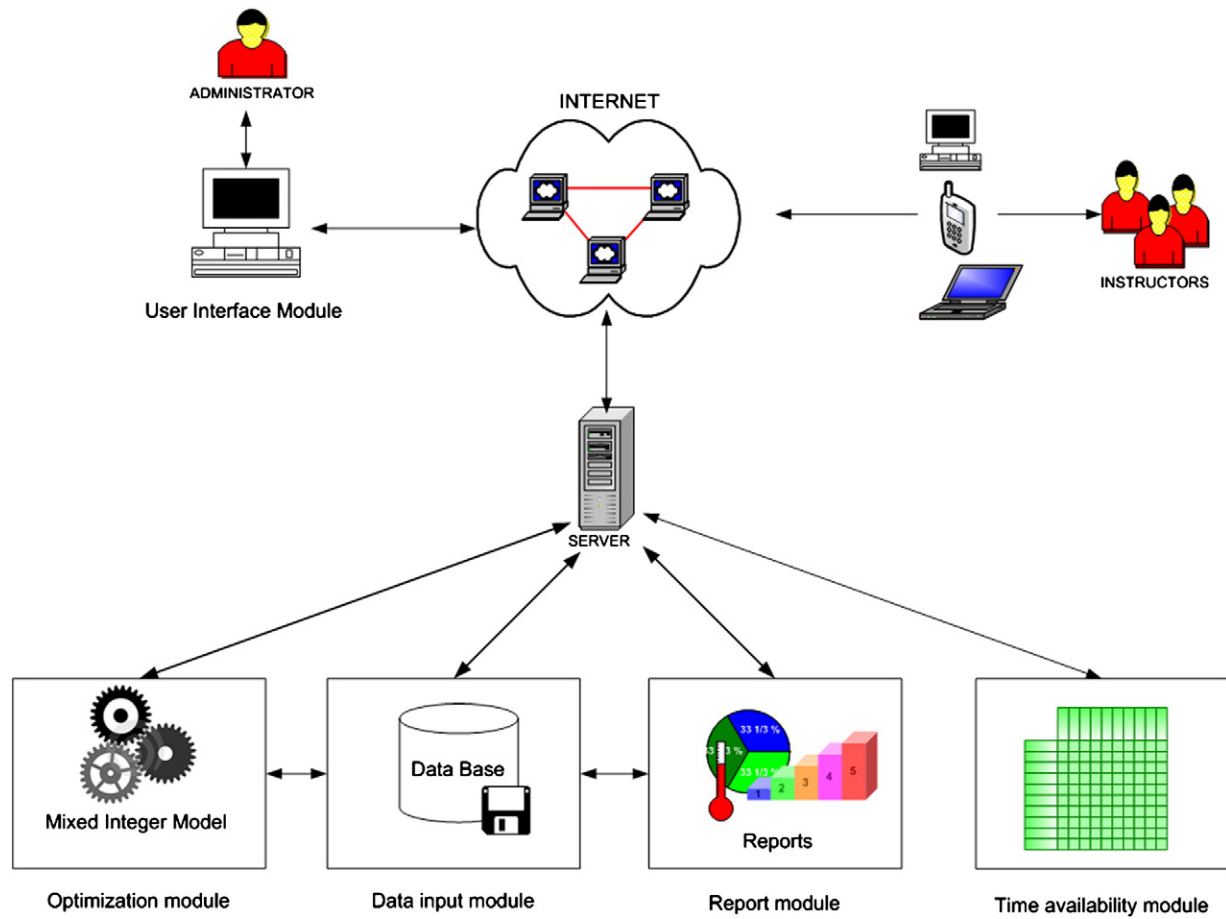 ADMINISTRATOR
INTERNET
User Interface Module
INSTRUCTORS
SERVER
Mixed Integer Model
Data Base
33 1/3 %
33 1/3 %
1
2
3
4
5
Reports
Optimization module
Data input module
Report module
Time availability module